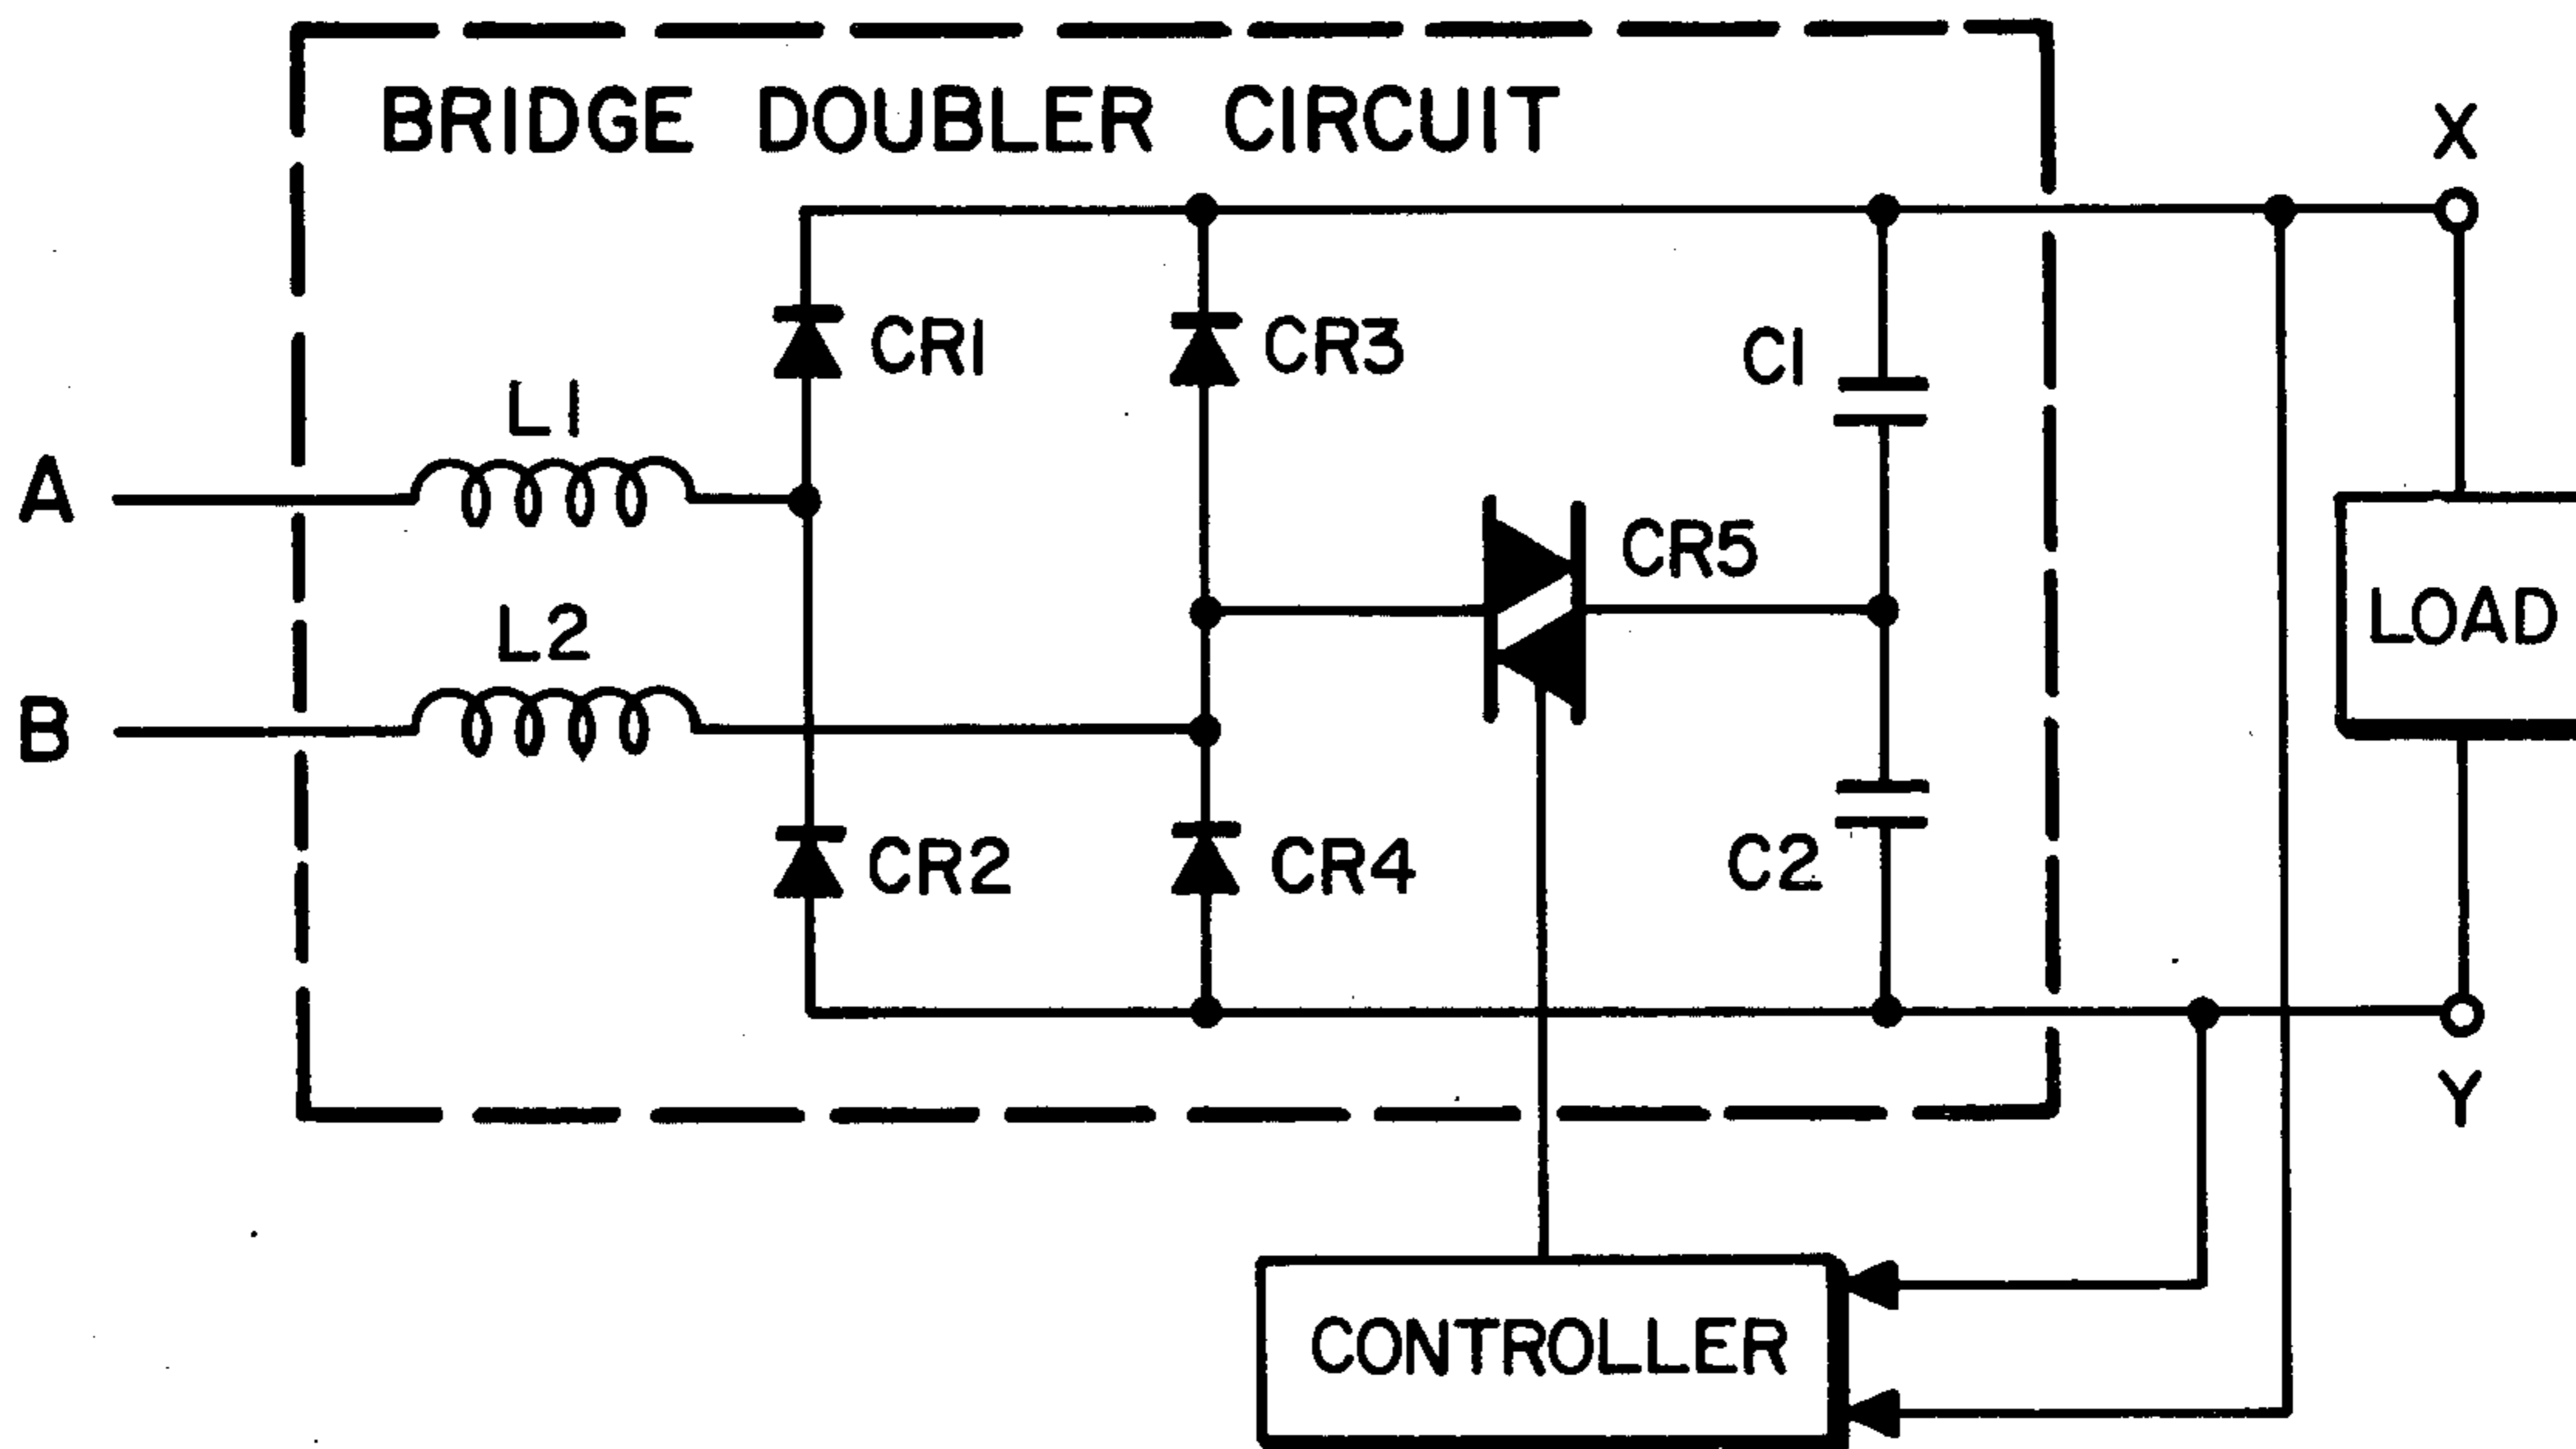 BRIDGE DOUBLER CIRCUIT
X
CR1
CR3
C1
L1
A
CR5
L2
LOAD
B
CR2
CR4
C2
Y
CONTROLLER